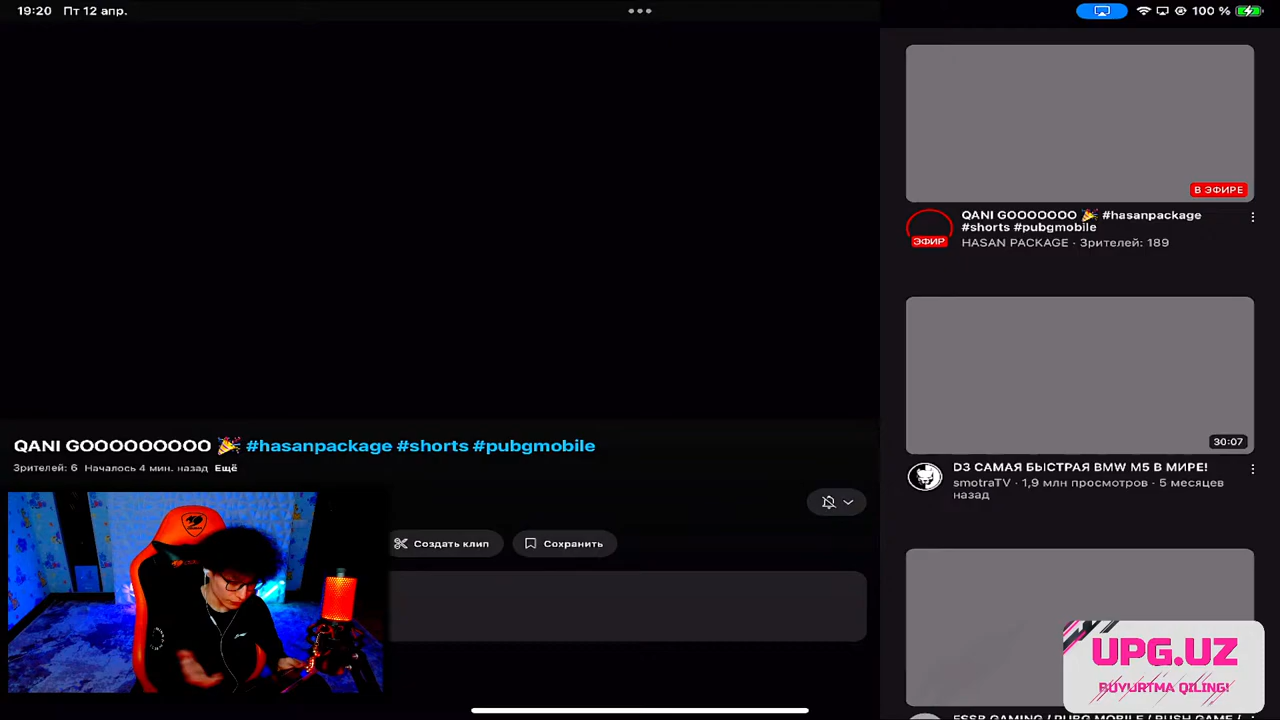 19:20 Пт 12 апр.
100 %
В ЭФИРЕ
ЭФИР
QANI GOOOOOOO 🎉 #hasanpackage
#shorts #pubgmobile
HASAN PACKAGE · Зрителей: 189
QANI GOOOOOOOOO 🎉 #hasanpackage #shorts #pubgmobile
Зрителей: 6 Началось 4 мин. назад Ещё
Создать клип
Сохранить
30:07
D3 САМАЯ БЫСТРАЯ BMW M5 В МИРЕ!
smotraTV · 1,9 млн просмотров · 5 месяцев
назад
UPG.UZ
BUYURTMA QILING!